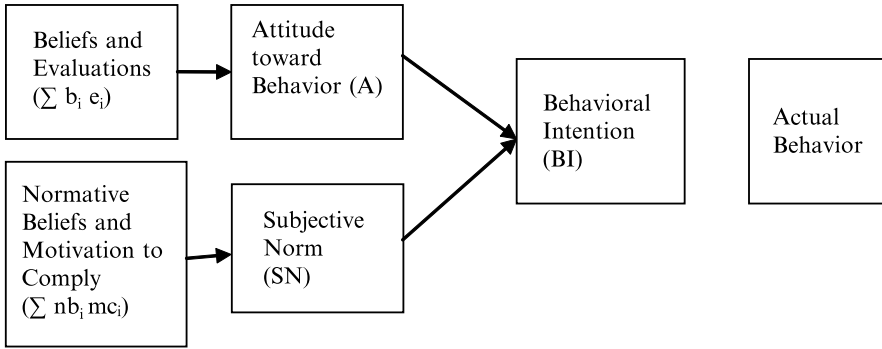 Beliefs and
Evaluations
(∑ bi ei)
Attitude
toward
Behavior (A)
Normative
Beliefs and
Motivation to
Comply
(∑ nbi mci)
Subjective
Norm
(SN)
Behavioral
Intention
(BI)
Actual
Behavior